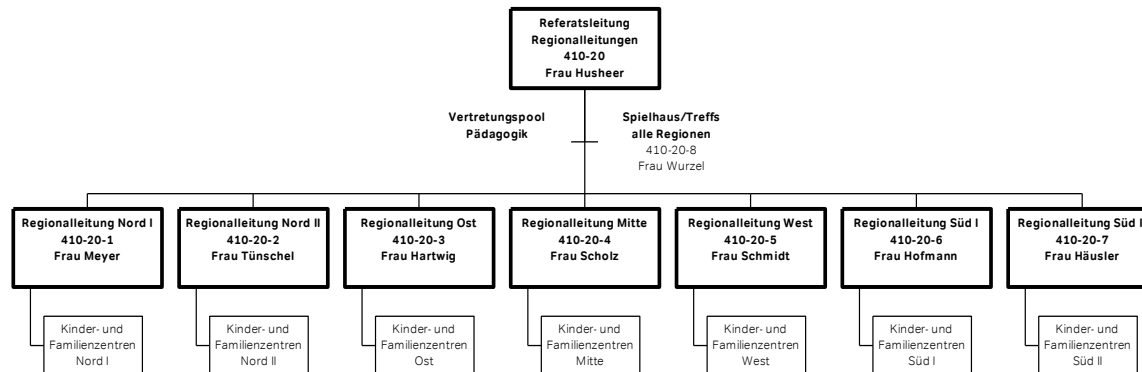 Referatsleitung
Regionalleitungen
410-20
Frau Husheer
Vertretungspool
Pädagogik
Spielhaus/Treffs
alle Regionen
410-20-8
Frau Wurzel
Regionalleitung Nord I
410-20-1
Frau Meyer
Regionalleitung Nord II
410-20-2
Frau Tünschel
Regionalleitung Ost
410-20-3
Frau Hartwig
Regionalleitung Mitte
410-20-4
Frau Scholz
Regionalleitung West
410-20-5
Frau Schmidt
Regionalleitung Süd I
410-20-6
Frau Hofmann
Regionalleitung Süd I
410-20-7
Frau Häusler
Kinder- und
Familienzentren
Nord I
Kinder- und
Familienzentren
Nord II
Kinder- und
Familienzentren
Ost
Kinder- und
Familienzentren
Mitte
Kinder- und
Familienzentren
West
Kinder- und
Familienzentren
Süd I
Kinder- und
Familienzentren
Süd II